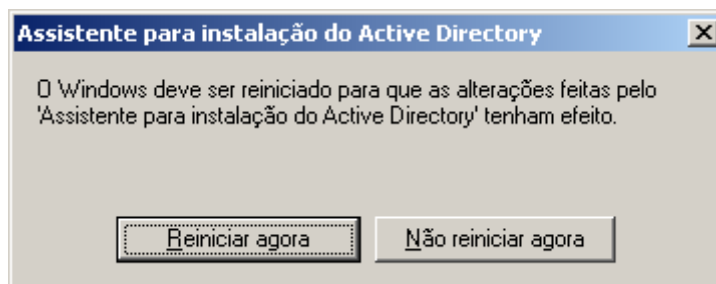 Assistente para instalação do Active Directory
O Windows deve ser reiniciado para que as alterações feitas pelo
'Assistente para instalação do Active Directory' tenham efeito.
Reiniciar agora
Não reiniciar agora